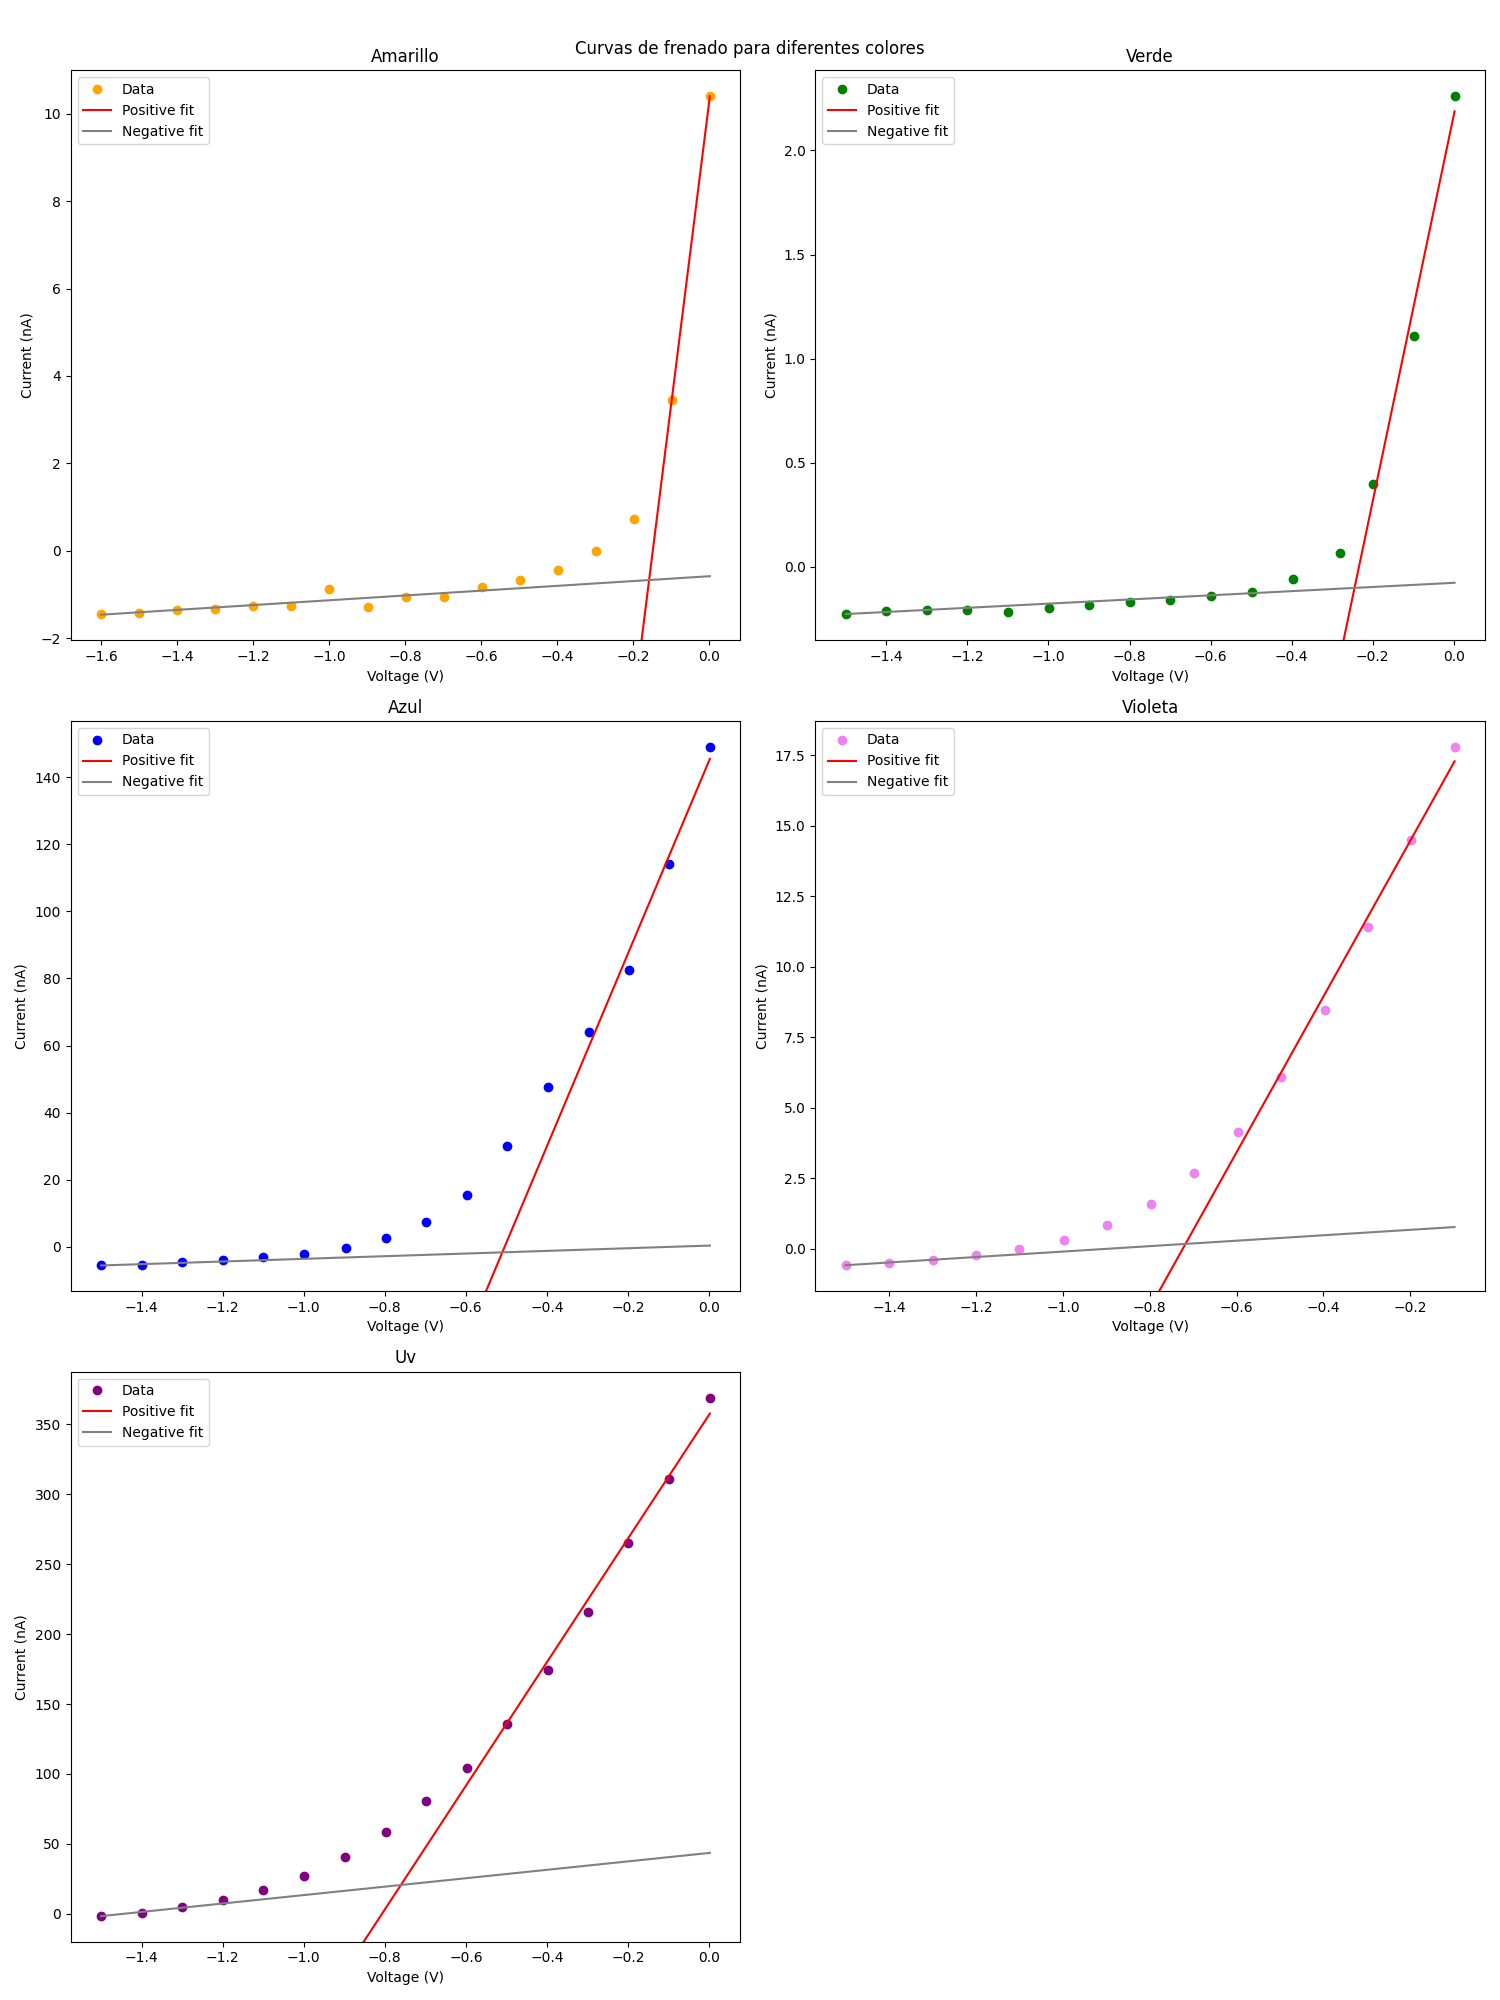 Curvas de frenado para diferentes colores
Amarillo
Data
Positive fit
Negative fit
10
8
6
4
2
0
−2
Current (nA)
−1.6 −1.4 −1.2 −1.0 −0.8 −0.6 −0.4 −0.2 0.0
Voltage (V)
Verde
Data
Positive fit
Negative fit
2.0
1.5
1.0
0.5
0.0
Current (nA)
−1.4 −1.2 −1.0 −0.8 −0.6 −0.4 −0.2 0.0
Voltage (V)
Azul
Data
Positive fit
Negative fit
140
120
100
80
60
40
20
0
Current (nA)
−1.4 −1.2 −1.0 −0.8 −0.6 −0.4 −0.2 0.0
Voltage (V)
Violeta
Data
Positive fit
Negative fit
17.5
15.0
12.5
10.0
7.5
5.0
2.5
0.0
Current (nA)
−1.4 −1.2 −1.0 −0.8 −0.6 −0.4 −0.2
Voltage (V)
Uv
Data
Positive fit
Negative fit
350
300
250
200
150
100
50
0
Current (nA)
−1.4 −1.2 −1.0 −0.8 −0.6 −0.4 −0.2 0.0
Voltage (V)